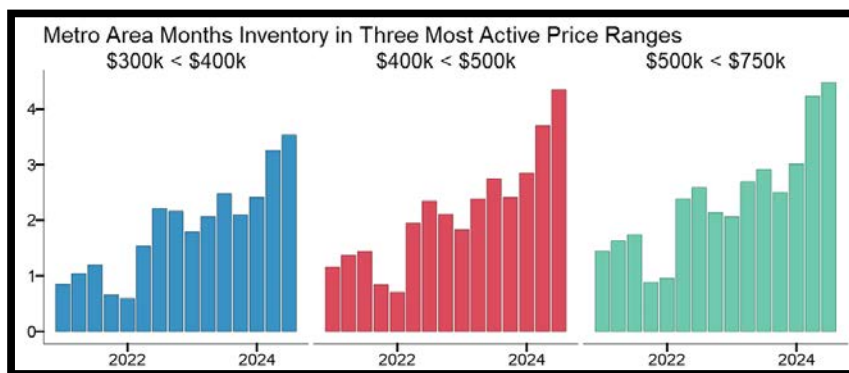 Metro Area Months Inventory in Three Most Active Price Ranges
$300k < $400k
$400k < $500k
$500k < $750k
4
3
2
1
0
2022
2024
2022
2024
2022
2024